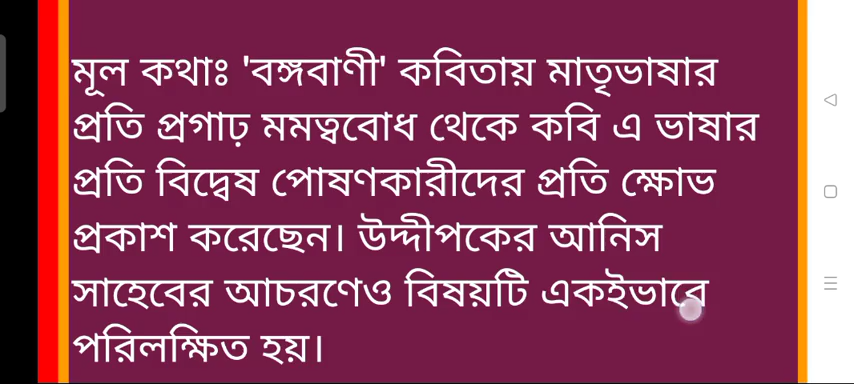 মূল কথাঃ 'বঙ্গবাণী' কবিতায় মাতৃভাষার
প্রতি প্রগাঢ় মমত্ববোধ থেকে কবি এ ভাষার
প্রতি বিদ্বেষ পোষণকারীদের প্রতি ক্ষোভ
প্রকাশ করেছেন। উদ্দীপকের আনিস
সাহেবের আচরণেও বিষয়টি একইভাবে
পরিলক্ষিত হয়।